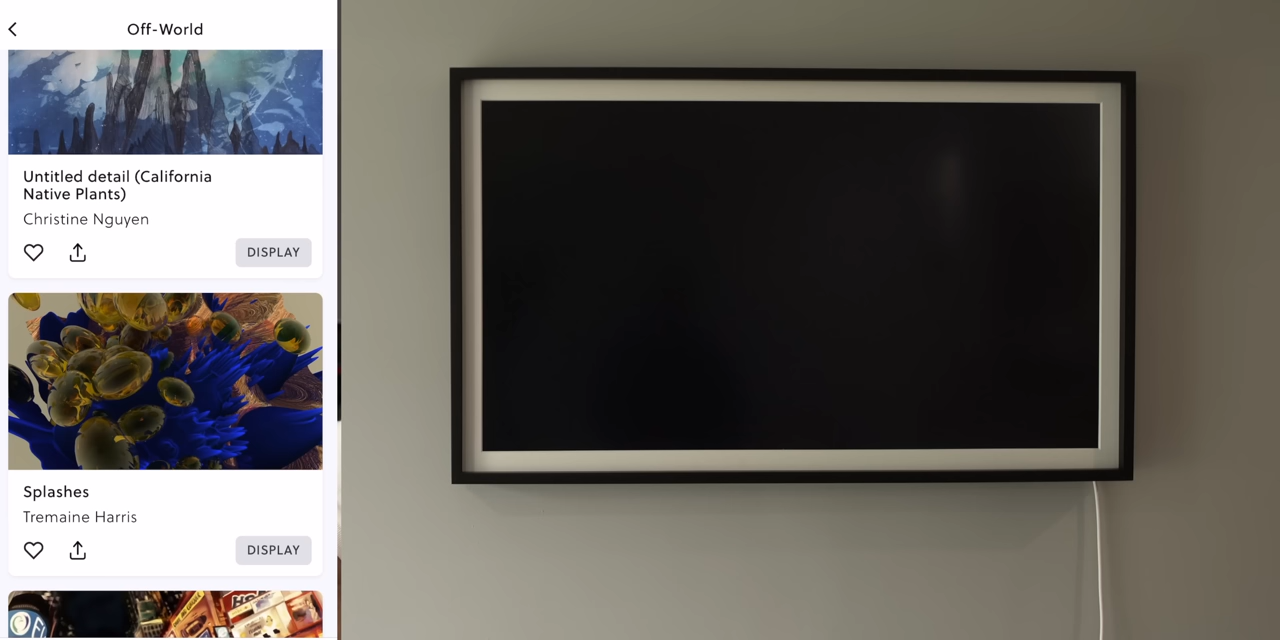 Off-World
Untitled detail (California
Native Plants)
Christine Nguyen
DISPLAY
Splashes
Tremaine Harris
DISPLAY